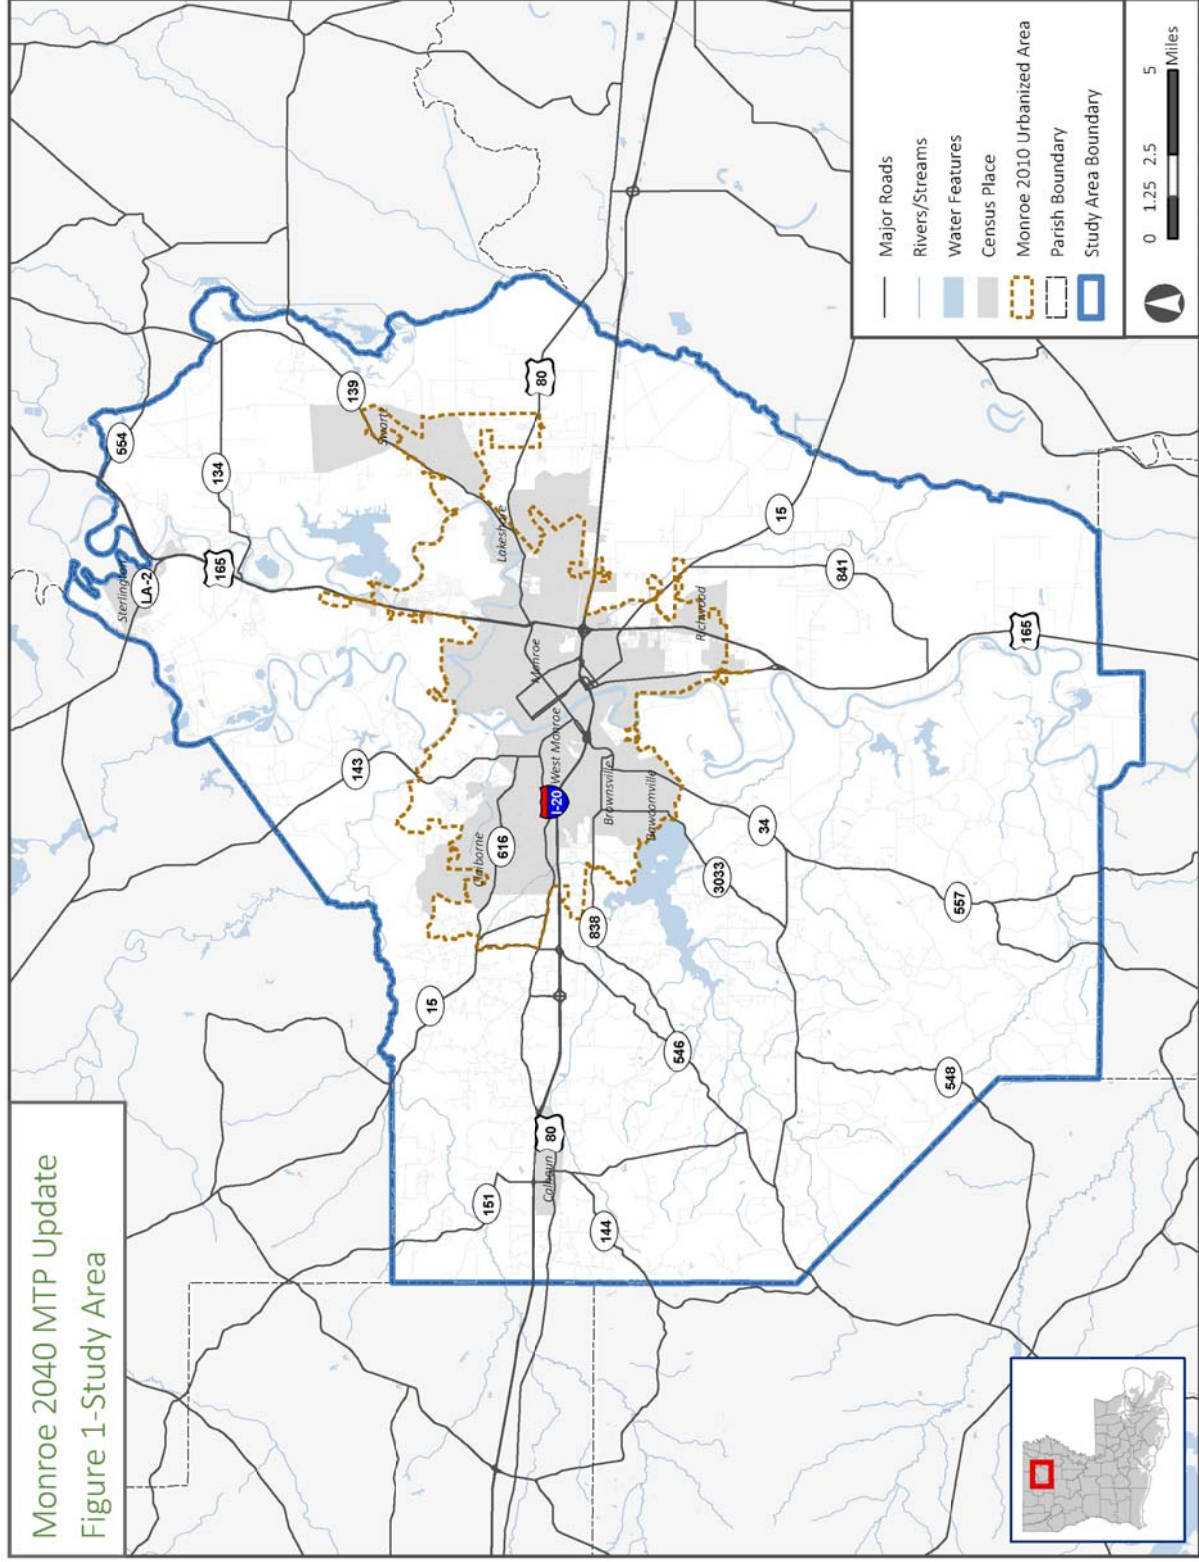 Monroe 2040 MTP Update
Figure 1-Study Area
554
Sterlington
LA-2
134
165
139
Swartz
143
80
Lakeshore
Claiborne
616
Monroe
West Monroe
I-20
15
Brownsville
Bawcomville
Richwood
15
841
838
34
3033
165
151
80
Calhoun
144
546
557
548
Major Roads
Rivers/Streams
Water Features
Census Place
Monroe 2010 Urbanized Area
Parish Boundary
Study Area Boundary
0 1.25 2.5 5
Miles